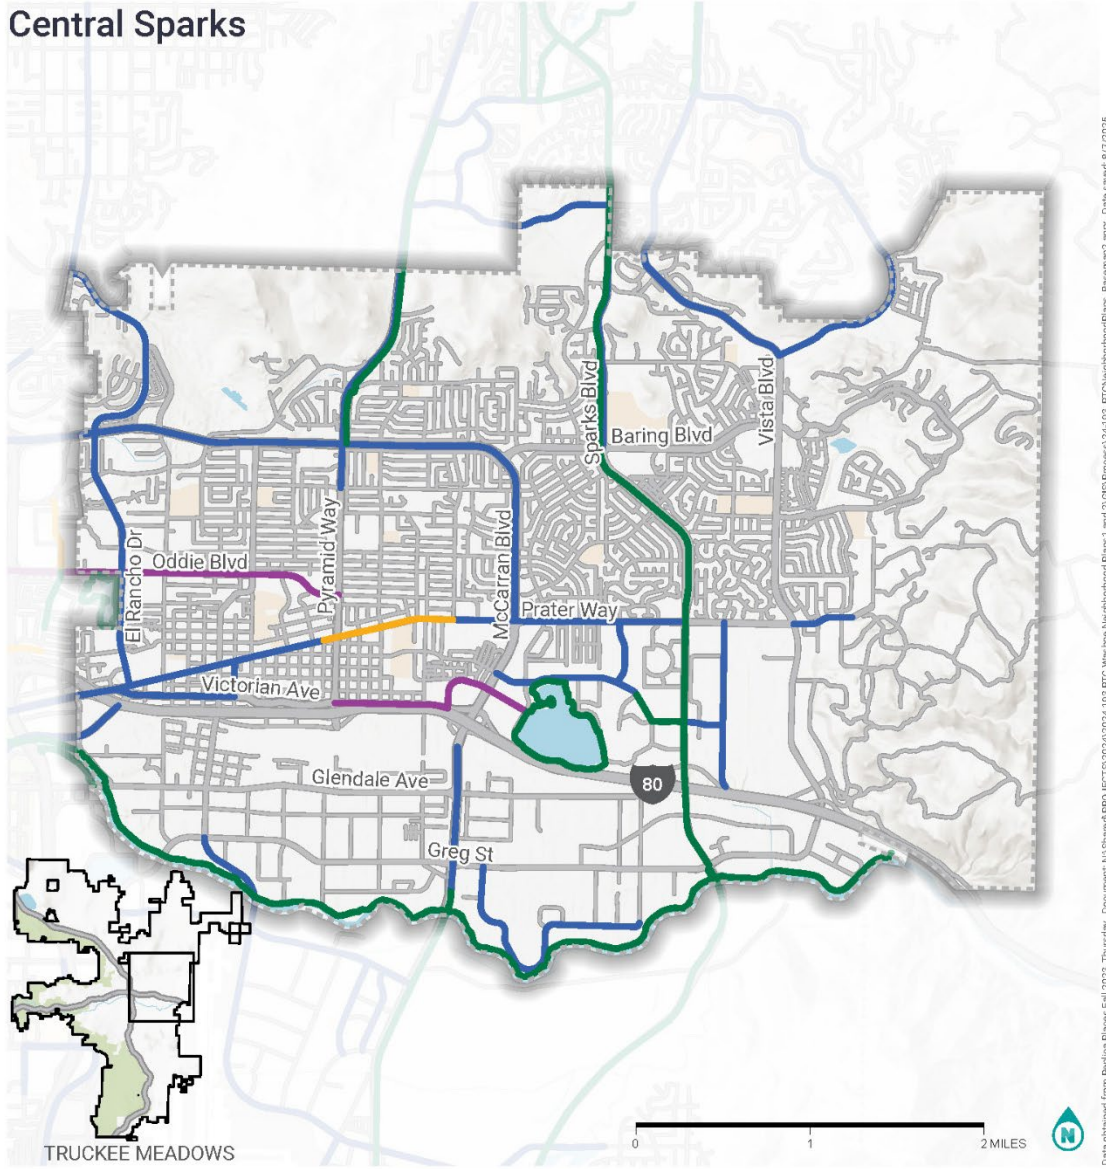 Central Sparks
Sparks Blvd
Baring Blvd
Vista Blvd
El Rancho Dr
Oddie Blvd
Pyramid Way
McCarran Blvd
Prater Way
Victorian Ave
Glendale Ave
80
Greg St
TRUCKEE MEADOWS
0 1 2 MILES
N